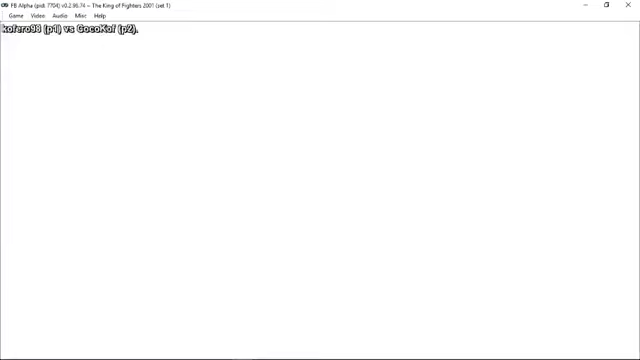 FB Alpha (pid: 7704) v0.2.96.74 ~ The King of Fighters 2001 (set 1)
Game Video Audio Misc Help
kofero98 (p1) vs CocoKof (p2).